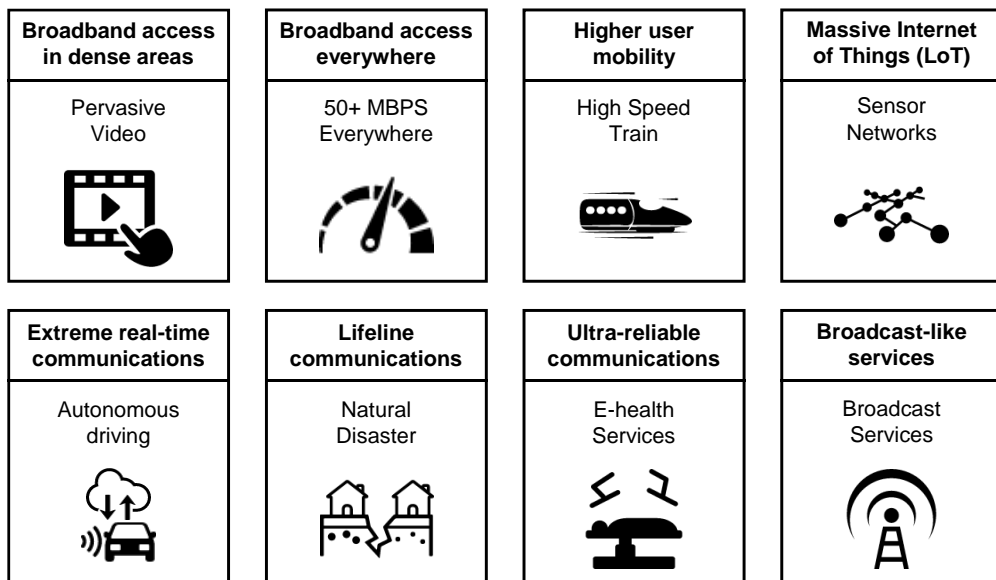 Broadband access
in dense areas
Pervasive
Video
Broadband access
everywhere
50+ MBPS
Everywhere
Higher user
mobility
High Speed
Train
Massive Internet
of Things (LoT)
Sensor
Networks
Extreme real-time
communications
Autonomous
driving
Lifeline
communications
Natural
Disaster
Ultra-reliable
communications
E-health
Services
Broadcast-like
services
Broadcast
Services